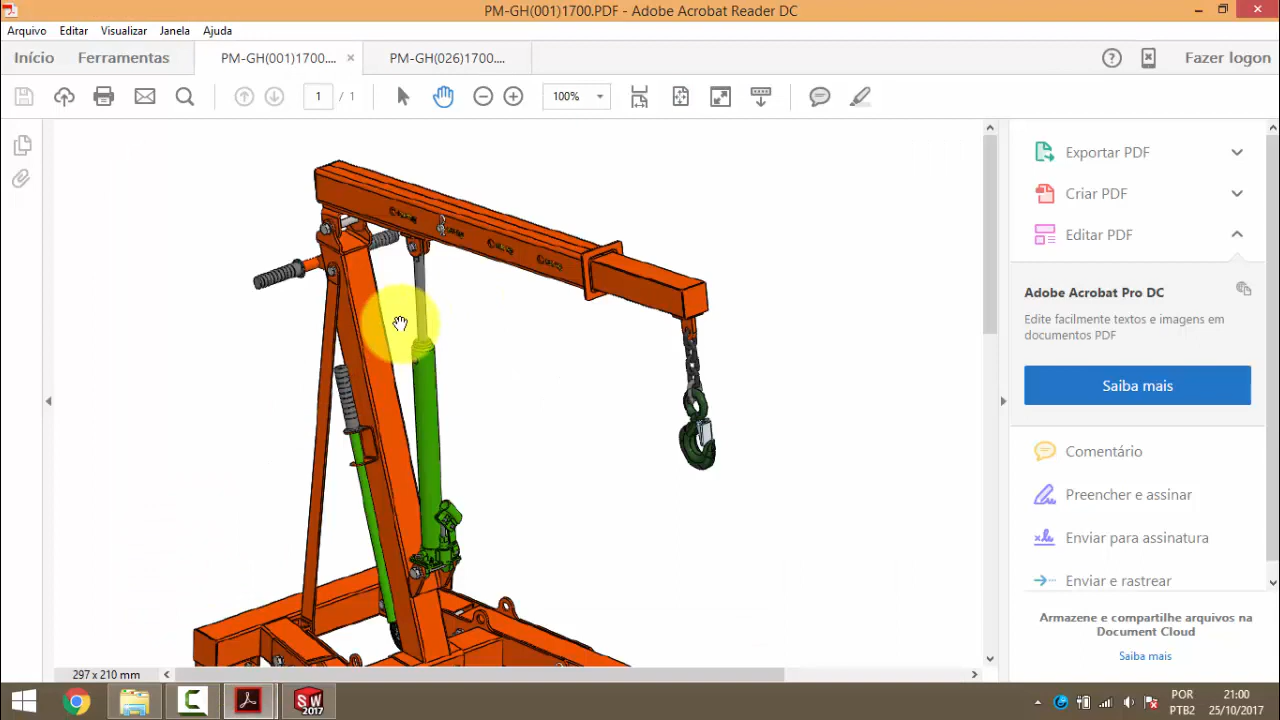 PM-GH(001)1700.PDF - Adobe Acrobat Reader DC
Arquivo Editar Visualizar Janela Ajuda
Início Ferramentas PM-GH(001)1700.... PM-GH(026)1700.... Fazer logon
1 / 1 100%
Exportar PDF
Criar PDF
Editar PDF
Adobe Acrobat Pro DC
Edite facilmente textos e imagens em
documentos PDF
Saiba mais
Comentário
Preencher e assinar
Enviar para assinatura
Enviar e rastrear
Armazene e compartilhe arquivos na
Document Cloud
Saiba mais
297 x 210 mm
SW
2017
POR
PTB2
21:00
25/10/2017